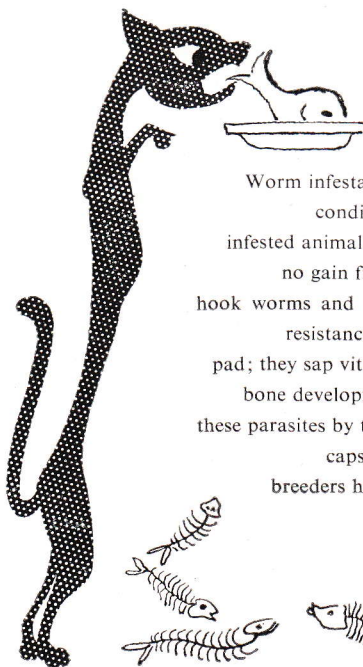 Worm infesta
condi
infested animal
no gain f
hook worms and
resistanc
pad; they sap vit
bone develop
these parasites by t
caps
breeders h